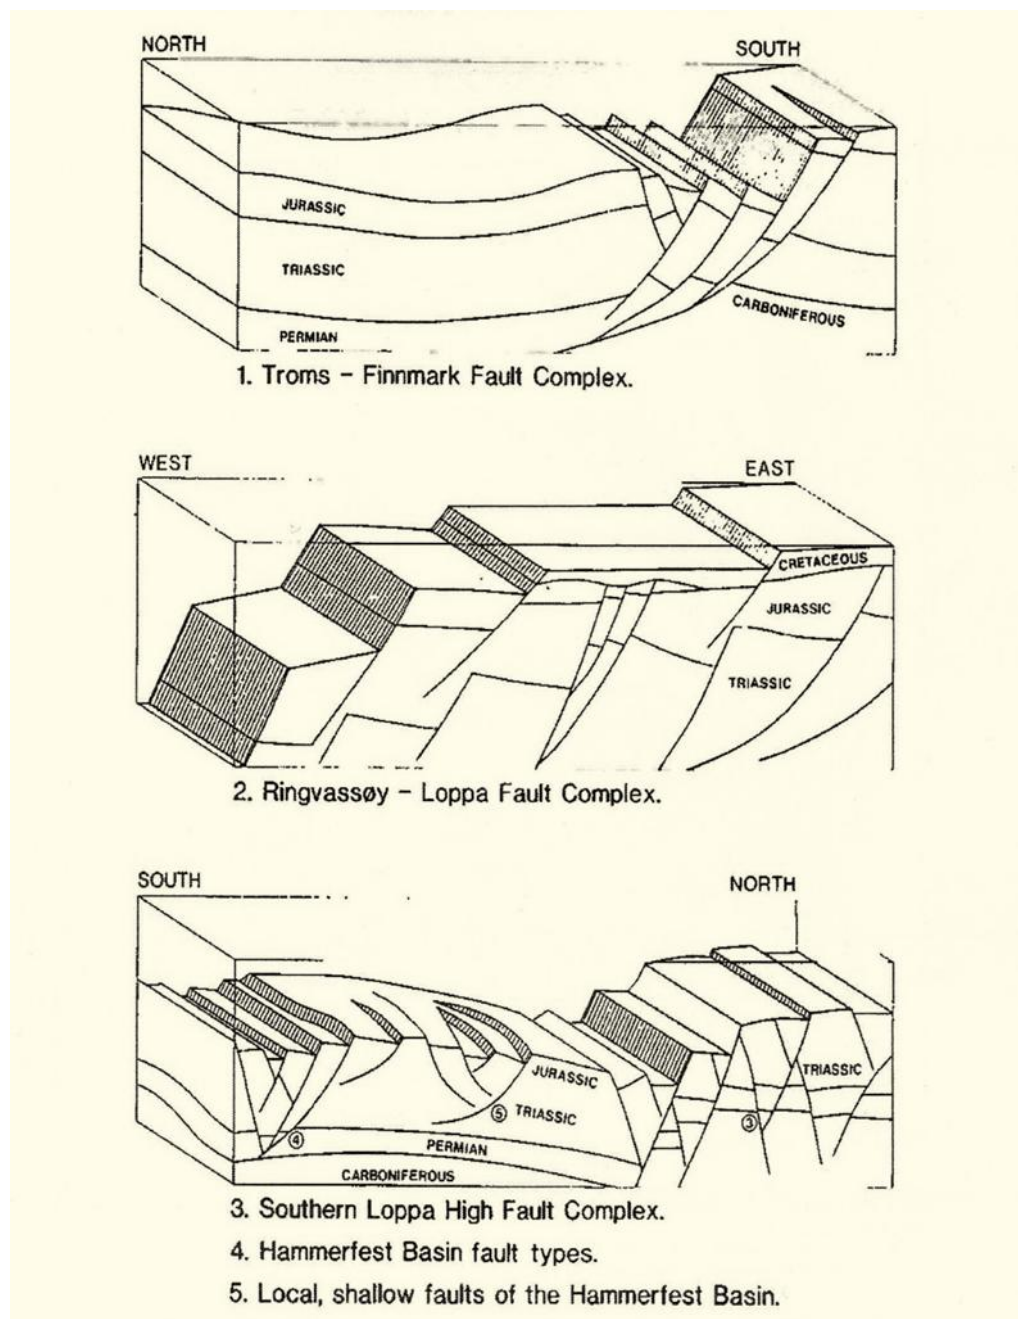 NORTH
SOUTH
JURASSIC
TRIASSIC
CARBONIFEROUS
PERMIAN
1. Troms - Finnmark Fault Complex.
WEST
EAST
CRETACEOUS
JURASSIC
TRIASSIC
2. Ringvassøy - Loppa Fault Complex.
SOUTH
NORTH
JURASSIC
TRIASSIC
5 TRIASSIC
3
4
PERMIAN
CARBONIFEROUS
3. Southern Loppa High Fault Complex.
4. Hammerfest Basin fault types.
5. Local, shallow faults of the Hammerfest Basin.